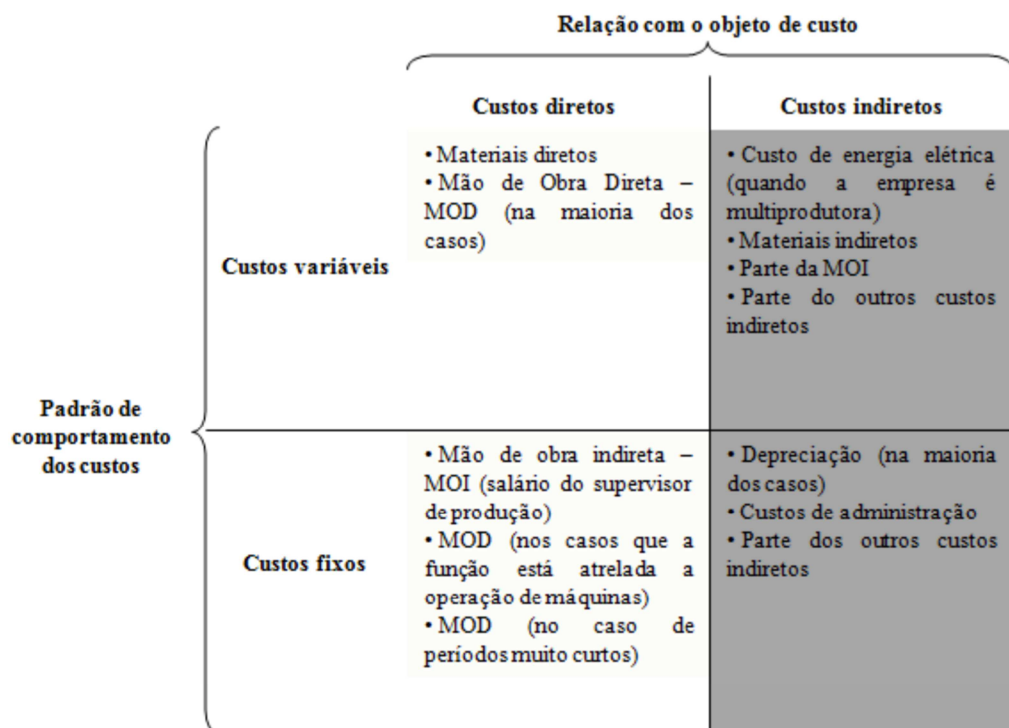 Relação com o objeto de custo
Custos diretos
Custos indiretos
• Materiais diretos
• Mão de Obra Direta –
MOD (na maioria dos
casos)
• Custo de energia elétrica
(quando a empresa é
multiprodutora)
• Materiais indiretos
• Parte da MOI
• Parte do outros custos
indiretos
Custos variáveis
Padrão de
comportamento
dos custos
Custos fixos
• Mão de obra indireta –
MOI (salário do supervisor
de produção)
• MOD (nos casos que a
função está atrelada a
operação de máquinas)
• MOD (no caso de
períodos muito curtos)
• Depreciação (na maioria
dos casos)
• Custos de administração
• Parte dos outros custos
indiretos